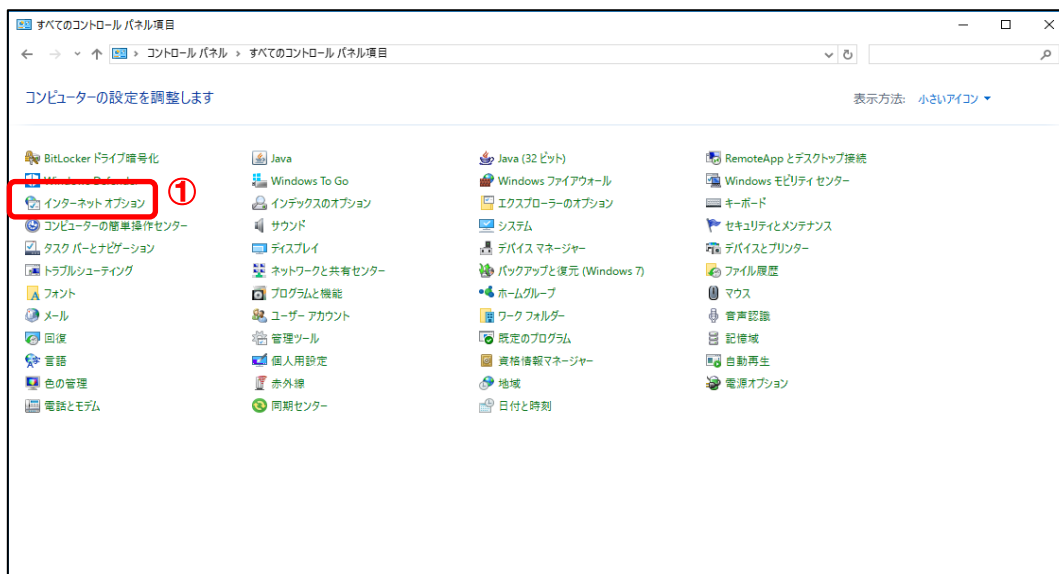 すべてのコントロール パネル項目
コントロール パネル › すべてのコントロール パネル項目
コンピューターの設定を調整します
表示方法: 小さいアイコン
BitLocker ドライブ暗号化 Java Java (32 ビット) RemoteApp とデスクトップ接続
Windows Defender Windows To Go Windows ファイアウォール Windows モビリティ センター
インターネット オプション ① インデックスのオプション エクスプローラーのオプション キーボード
コンピューターの簡単操作センター サウンド システム セキュリティとメンテナンス
タスク バーとナビゲーション ディスプレイ デバイス マネージャー デバイスとプリンター
トラブルシューティング ネットワークと共有センター バックアップと復元 (Windows 7) ファイル履歴
フォント プログラムと機能 ホームグループ マウス
メール ユーザー アカウント ワーク フォルダー 音声認識
回復 管理ツール 既定のプログラム 記憶域
言語 個人用設定 資格情報マネージャー 自動再生
色の管理 赤外線 地域 電源オプション
電話とモデム 同期センター 日付と時刻